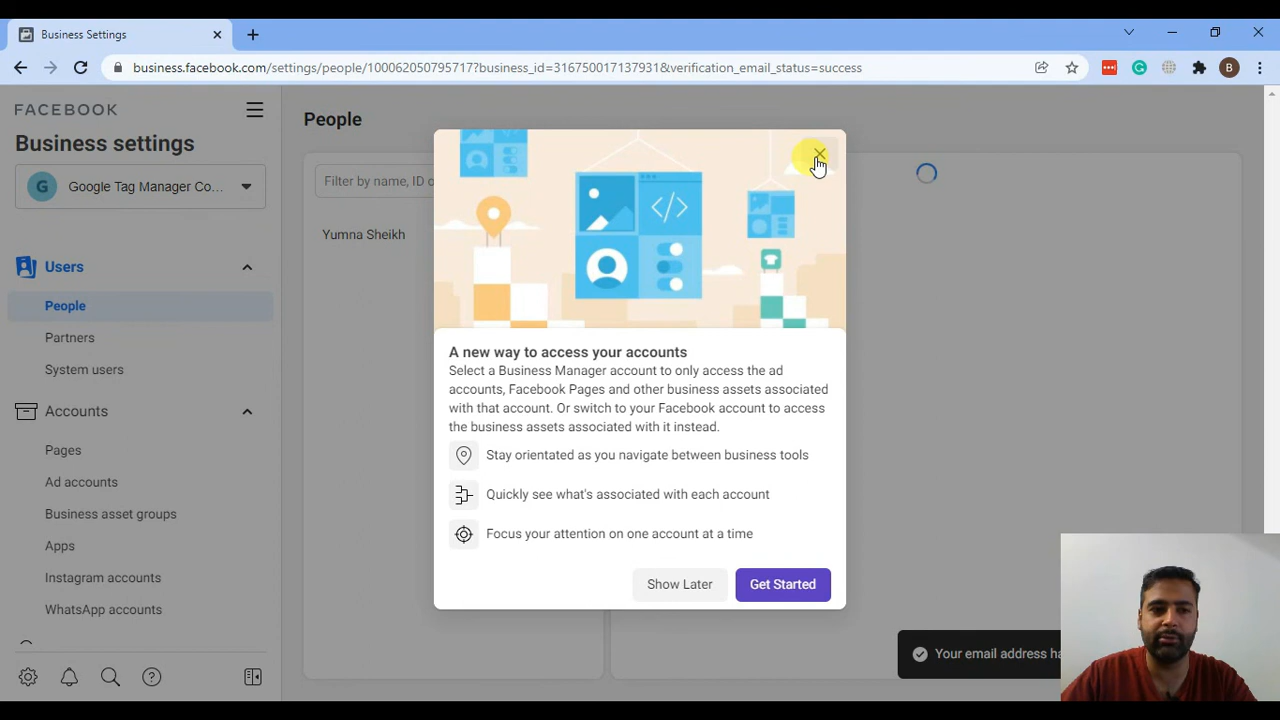 Business Settings
business.facebook.com/settings/people/100062050795717?business_id=316750017137931&verification_email_status=success
B
FACEBOOK
Business settings
G
Google Tag Manager Co...
Users
People
Partners
System users
Accounts
Pages
Ad accounts
Business asset groups
Apps
Instagram accounts
WhatsApp accounts
People
Filter by name, ID o
Yumna Sheikh
A new way to access your accounts
Select a Business Manager account to only access the ad
accounts, Facebook Pages and other business assets associated
with that account. Or switch to your Facebook account to access
the business assets associated with it instead.
Stay orientated as you navigate between business tools
Quickly see what's associated with each account
Focus your attention on one account at a time
Show Later
Get Started
Your email address ha